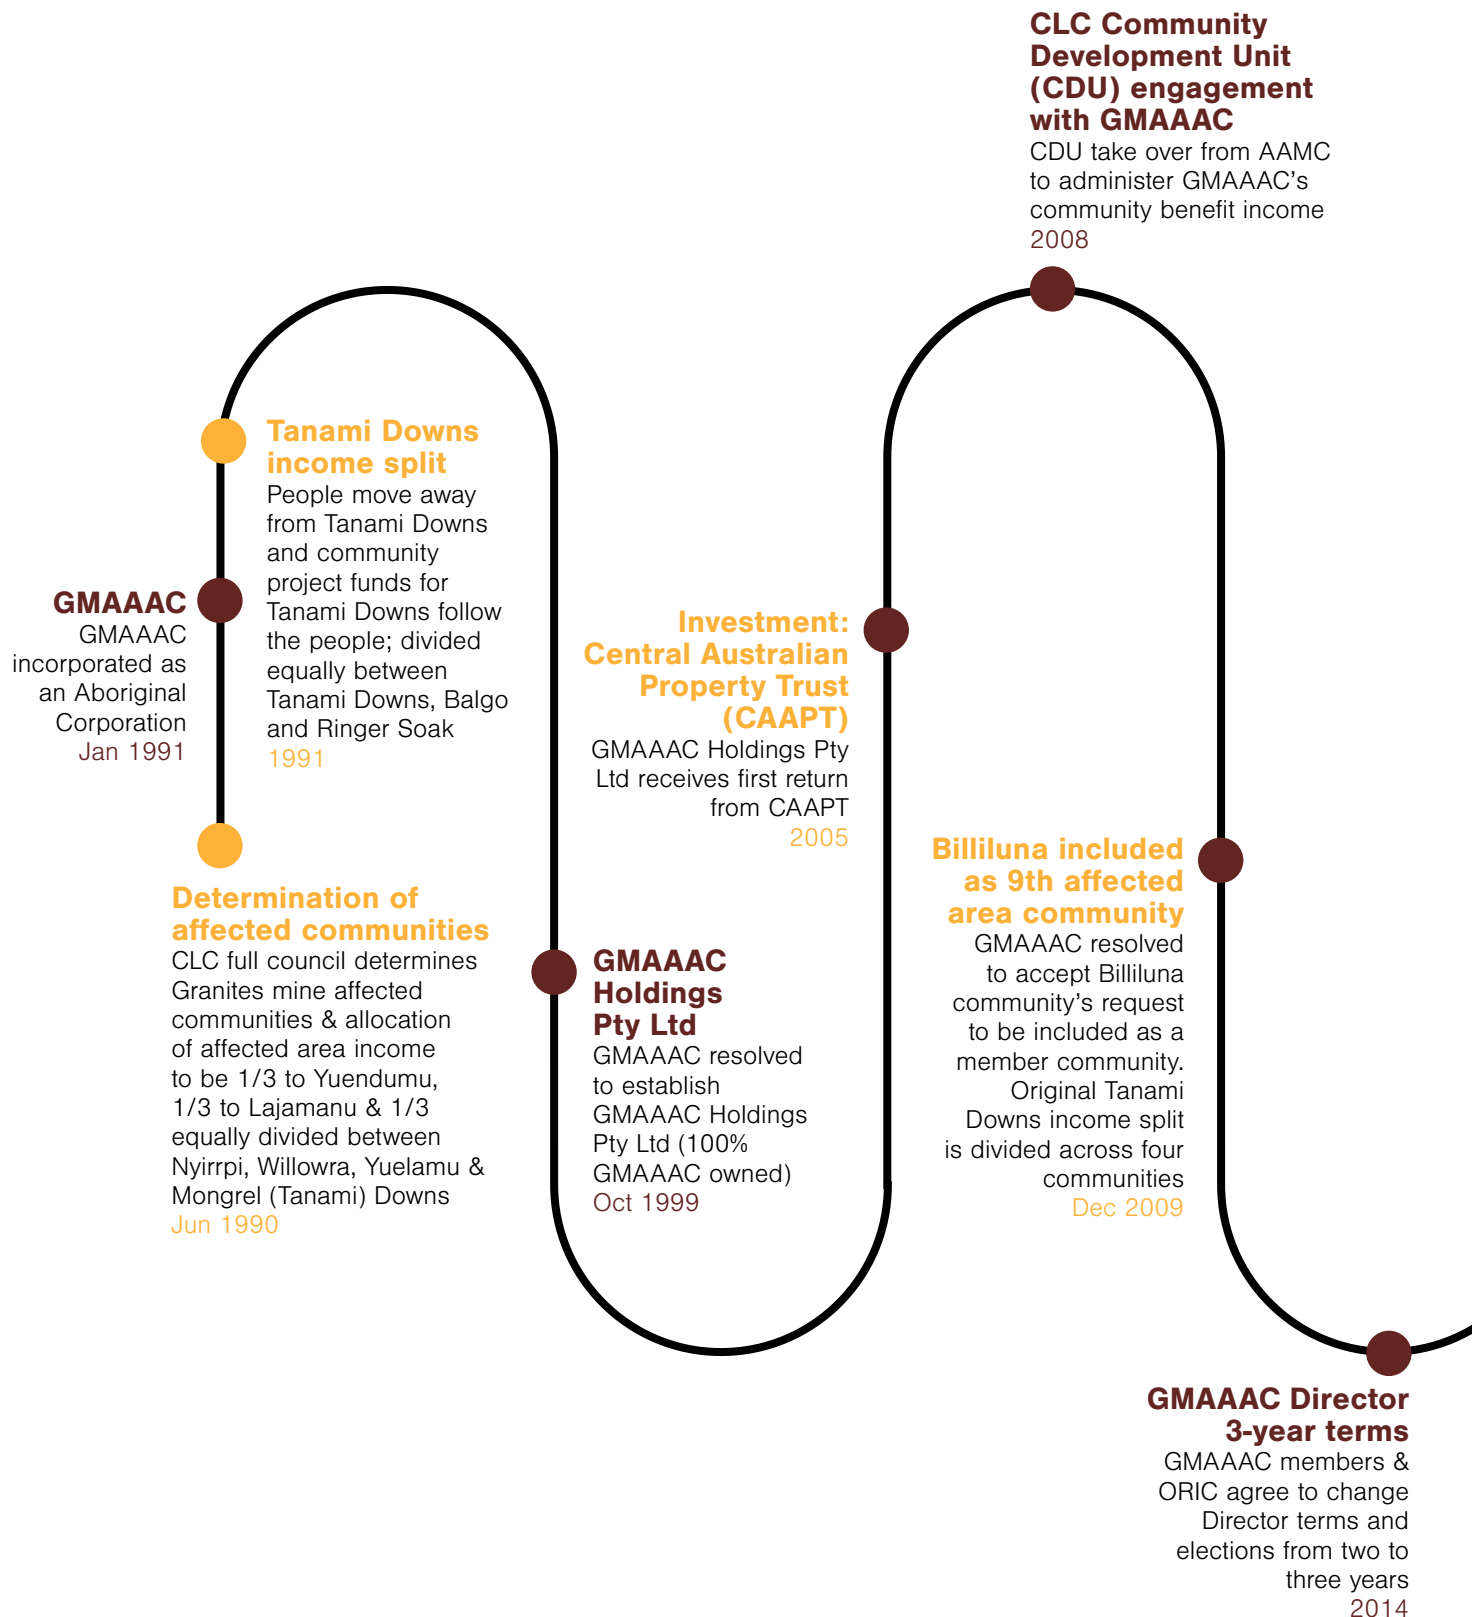 Determination of
affected communities
CLC full council determines
Granites mine affected
communities & allocation
of affected area income
to be 1/3 to Yuendumu,
1/3 to Lajamanu & 1/3
equally divided between
Nyirrpi, Willowra, Yuelamu &
Mongrel (Tanami) Downs
Jun 1990
GMAAAC
GMAAAC
incorporated as
an Aboriginal
Corporation
Jan 1991
Tanami Downs
income split
People move away
from Tanami Downs
and community
project funds for
Tanami Downs follow
the people; divided
equally between
Tanami Downs, Balgo
and Ringer Soak
1991
GMAAAC
Holdings
Pty Ltd
GMAAAC resolved
to establish
GMAAAC Holdings
Pty Ltd (100%
GMAAAC owned)
Oct 1999
Investment:
Central Australian
Property Trust
(CAAPT)
GMAAAC Holdings Pty
Ltd receives first return
from CAAPT
2005
CLC Community
Development Unit
(CDU) engagement
with GMAAAC
CDU take over from AAMC
to administer GMAAAC's
community benefit income
2008
Billiluna included
as 9th affected
area community
GMAAAC resolved
to accept Billiluna
community's request
to be included as a
member community.
Original Tanami
Downs income split
is divided across four
communities
Dec 2009
GMAAAC Director
3-year terms
GMAAAC members &
ORIC agree to change
Director terms and
elections from two to
three years
2014